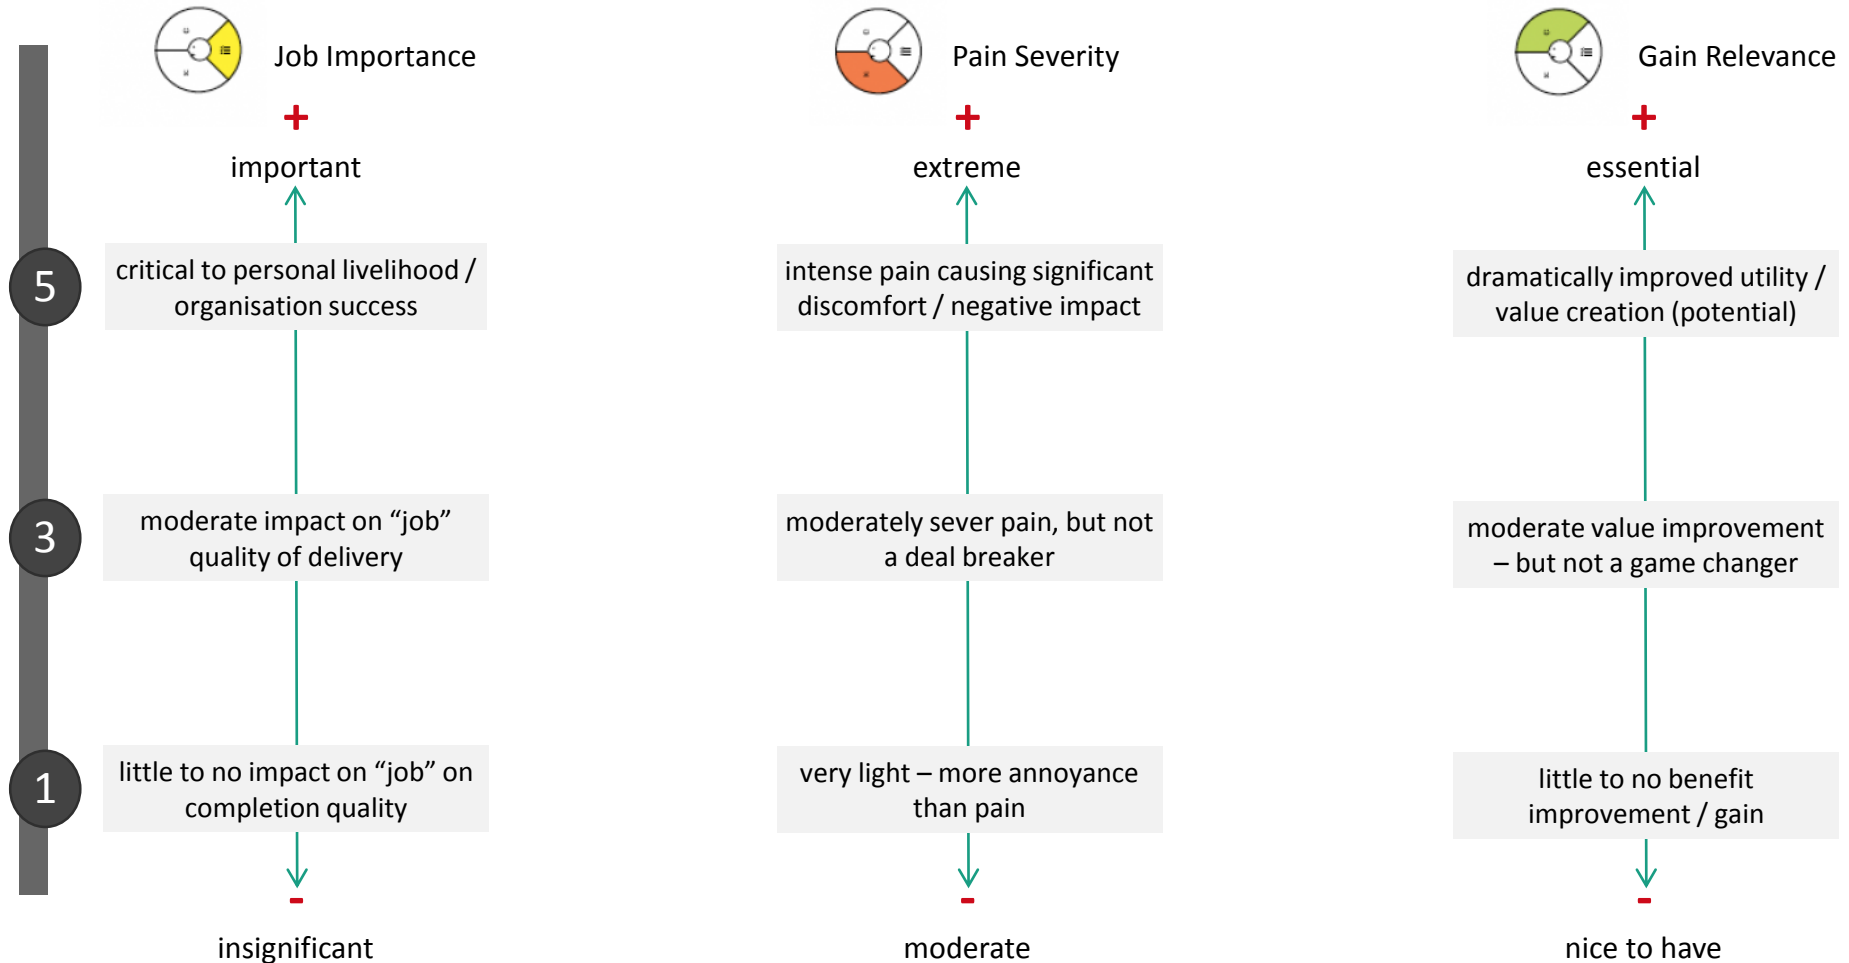 Job Importance
+
important
critical to personal livelihood /
organisation success
moderate impact on “job”
quality of delivery
little to no impact on “job” on
completion quality
-
insignificant
Pain Severity
+
extreme
intense pain causing significant
discomfort / negative impact
moderately sever pain, but not
a deal breaker
very light – more annoyance
than pain
-
moderate
Gain Relevance
+
essential
dramatically improved utility /
value creation (potential)
moderate value improvement
– but not a game changer
little to no benefit
improvement / gain
-
nice to have
5
3
1